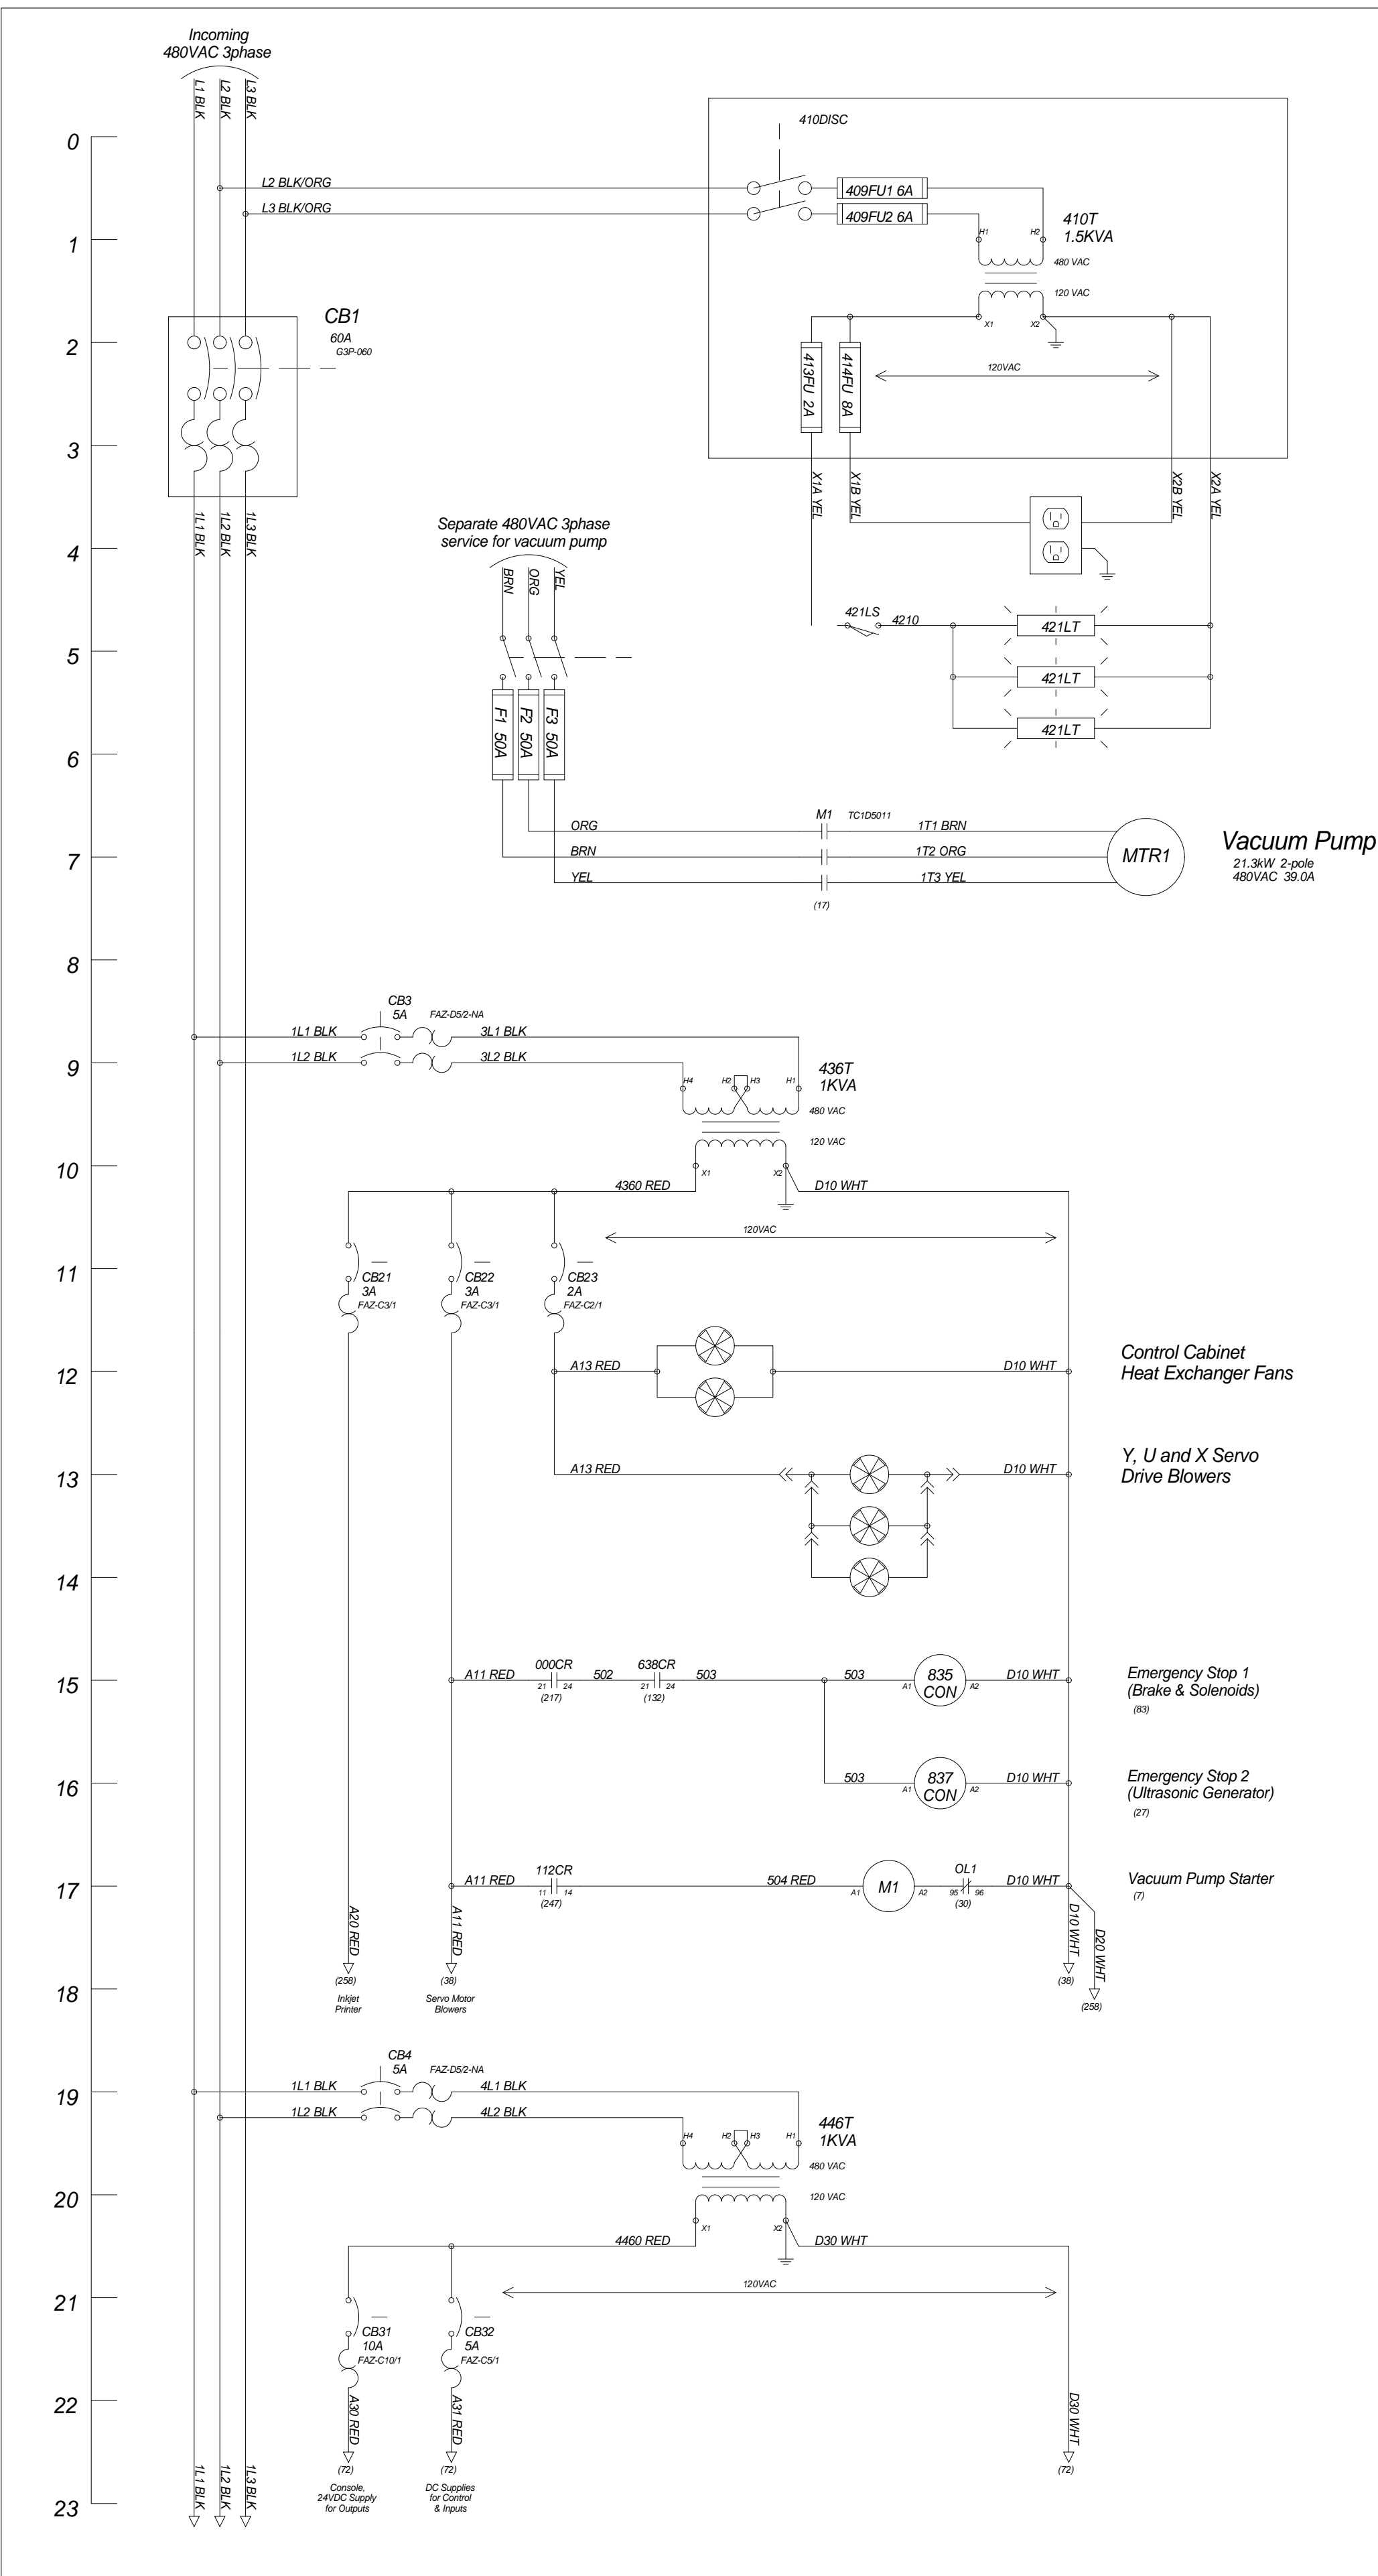 Incoming
480VAC 3phase
L1 BLK
L2 BLK
L3 BLK
0
410DISC
L2 BLK/ORG
409FU1 6A
L3 BLK/ORG
409FU2 6A
410T
1.5KVA
1
H1
H2
480 VAC
120 VAC
X1
X2
CB1
60A
G3P-060
2
413FU 2A
414FU 8A
120VAC
3
X1A YEL
X1B YEL
X2B YEL
X2A YEL
1L1 BLK
1L2 BLK
1L3 BLK
Separate 480VAC 3phase
service for vacuum pump
4
BRN
ORG
YEL
421LS
4210
421LT
5
421LT
F1 50A
F2 50A
F3 50A
421LT
6
M1
TC1D5011
ORG
1T1 BRN
7
BRN
1T2 ORG
MTR1
Vacuum Pump
21.3kW 2-pole
480VAC 39.0A
YEL
1T3 YEL
(17)
8
CB3
5A
FAZ-D5/2-NA
1L1 BLK
3L1 BLK
9
1L2 BLK
3L2 BLK
436T
1KVA
H4
H2
H3
H1
480 VAC
120 VAC
10
X1
X2
4360 RED
D10 WHT
120VAC
11
CB21
3A
FAZ-C3/1
CB22
3A
FAZ-C3/1
CB23
2A
FAZ-C2/1
12
A13 RED
D10 WHT
Control Cabinet
Heat Exchanger Fans
13
A13 RED
D10 WHT
Y, U and X Servo
Drive Blowers
14
15
A11 RED
000CR
21
24
(217)
502
638CR
21
24
(132)
503
503
A1
835
CON
A2
D10 WHT
Emergency Stop 1
(Brake & Solenoids)
(83)
16
503
A1
837
CON
A2
D10 WHT
Emergency Stop 2
(Ultrasonic Generator)
(27)
17
A11 RED
112CR
11
14
(247)
504 RED
A1
M1
A2
OL1
95
96
(30)
D10 WHT
Vacuum Pump Starter
(7)
A20 RED
A11 RED
D10 WHT
D20 WHT
18
(258)
Inkjet
Printer
(38)
Servo Motor
Blowers
(38)
(258)
CB4
5A
FAZ-D5/2-NA
19
1L1 BLK
4L1 BLK
1L2 BLK
4L2 BLK
446T
1KVA
H4
H2
H3
H1
480 VAC
20
120 VAC
X1
X2
4460 RED
D30 WHT
120VAC
21
CB31
10A
FAZ-C10/1
CB32
5A
FAZ-C5/1
22
A30 RED
A31 RED
D30 WHT
(72)
(72)
(72)
Console,
24VDC Supply
for Outputs
DC Supplies
for Control
& Inputs
23
1L1 BLK
1L2 BLK
1L3 BLK